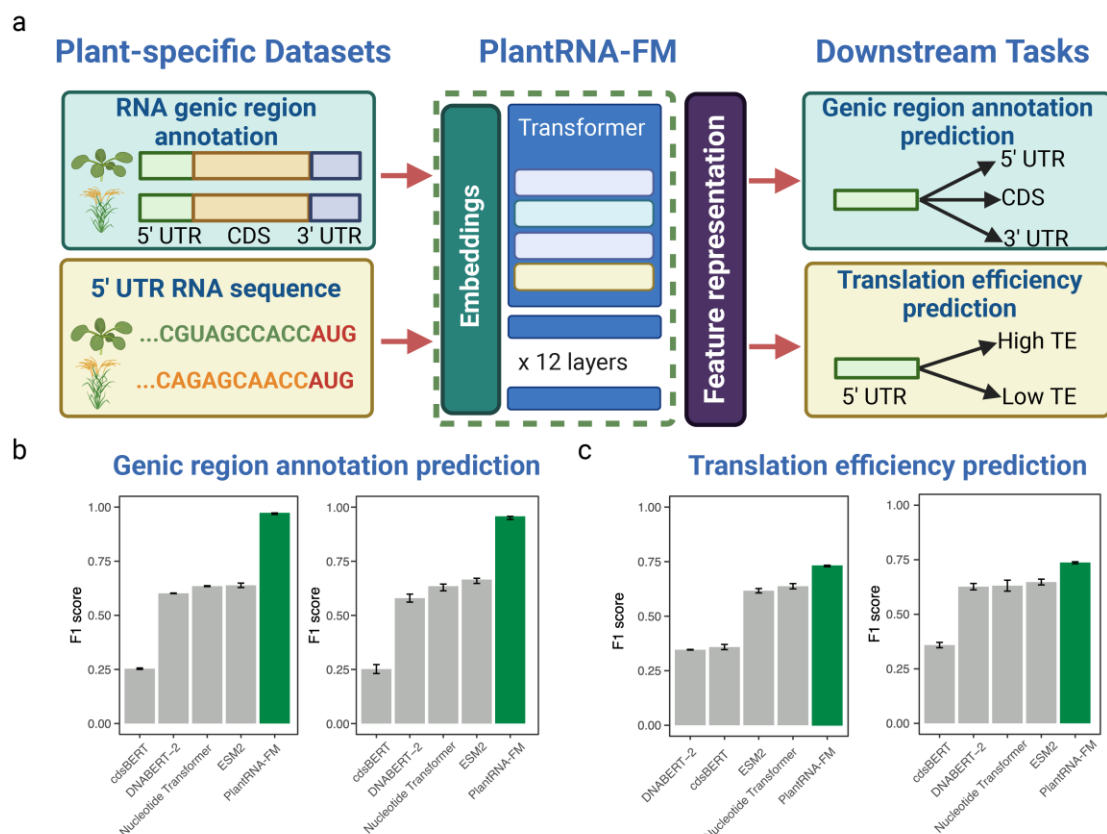 a
Plant-specific Datasets
PlantRNA-FM
Downstream Tasks
RNA genic region
annotation
5' UTR CDS 3' UTR
5' UTR RNA sequence
...CGUAGCCACCAUG
...CAGAGCAACCAUG
Embeddings
Transformer
x 12 layers
Feature representation
Genic region annotation
prediction
5' UTR
CDS
3' UTR
Translation efficiency
prediction
High TE
Low TE
5' UTR
b
Genic region annotation prediction
F1 score
1.00
0.75
0.50
0.25
0.00
cdsBERT
DNABERT-2
Nucleotide Transformer
ESM2
PlantRNA-FM
F1 score
1.00
0.75
0.50
0.25
0.00
cdsBERT
DNABERT-2
Nucleotide Transformer
ESM2
PlantRNA-FM
c
Translation efficiency prediction
F1 score
1.00
0.75
0.50
0.25
0.00
DNABERT-2
cdsBERT
ESM2
Nucleotide Transformer
PlantRNA-FM
F1 score
1.00
0.75
0.50
0.25
0.00
cdsBERT
DNABERT-2
Nucleotide Transformer
ESM2
PlantRNA-FM